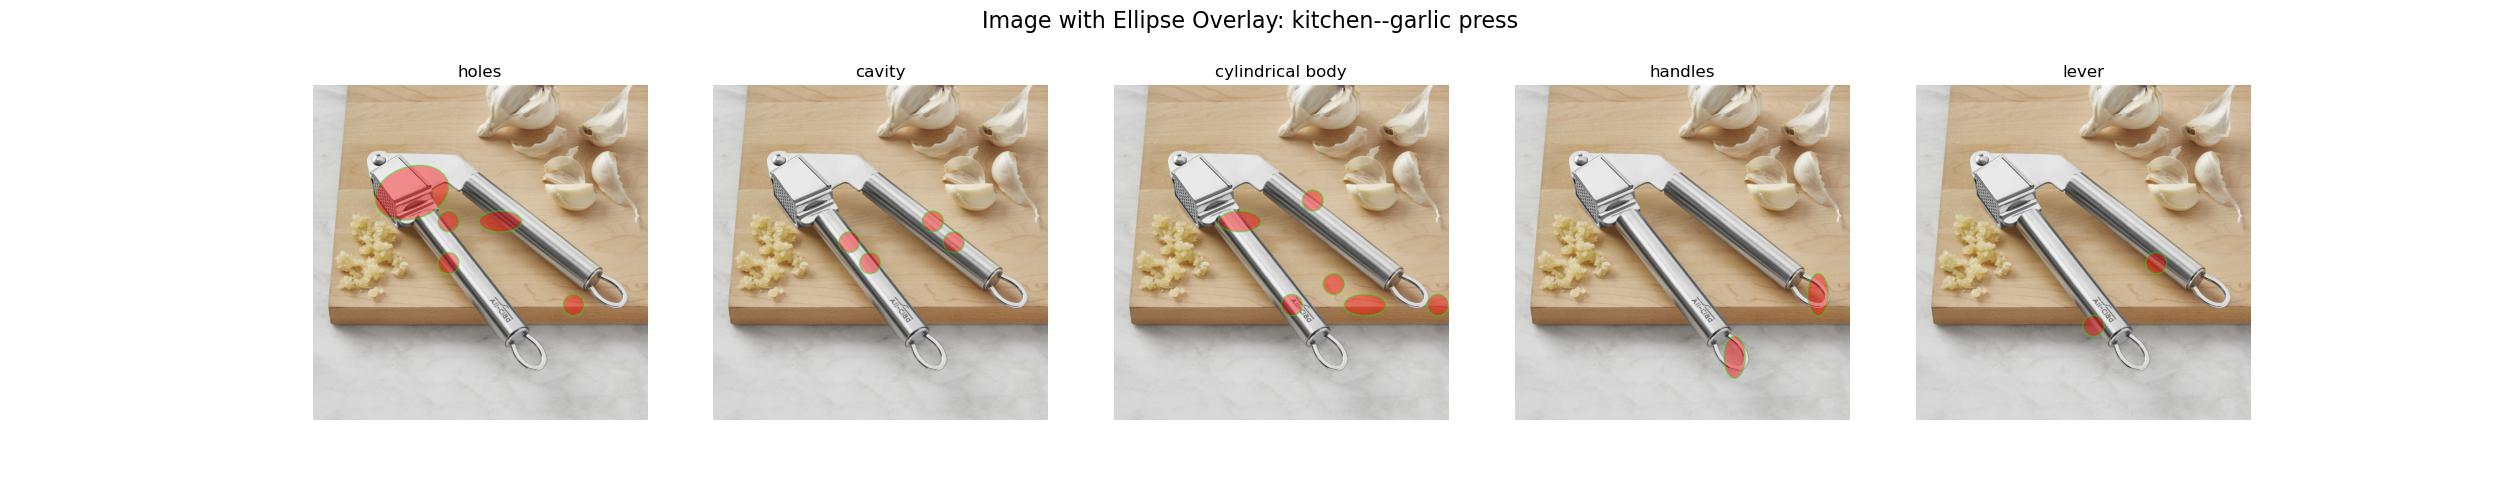 Image with Ellipse Overlay: kitchen--garlic press
holes
cavity
cylindrical body
handles
lever